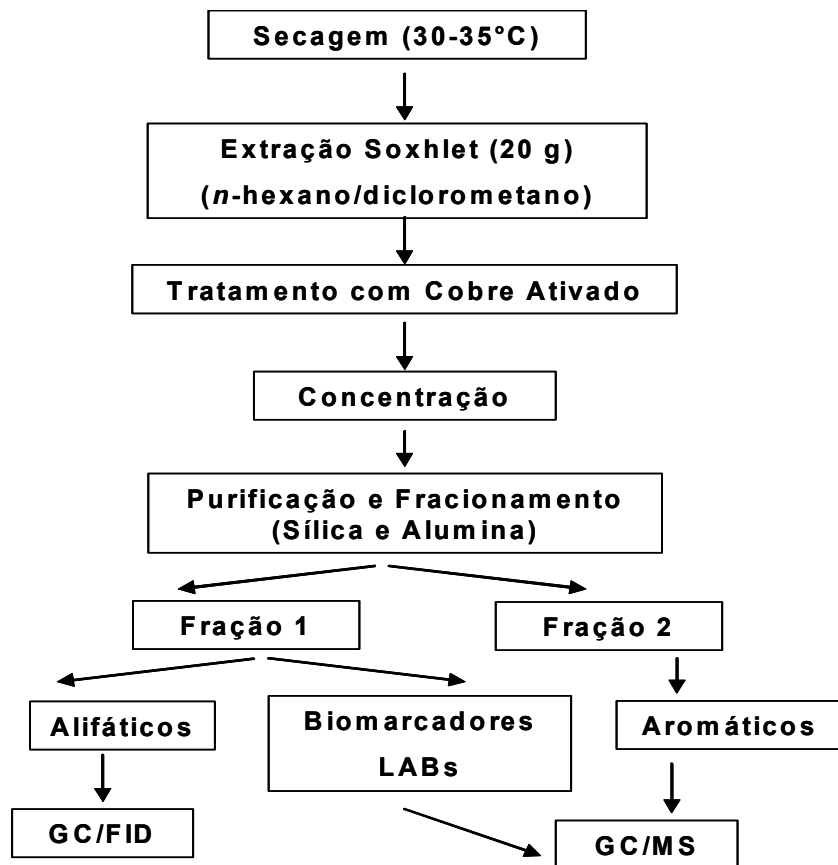 Secagem (30-35°C)
Extração Soxhlet (20 g)
(n-hexano/diclorometano)
Tratamento com Cobre Ativado
Concentração
Purificação e Fracionamento
(Sílica e Alumina)
Fração 1
Fração 2
Alifáticos
Biomarcadores
LABs
Aromáticos
GC/FID
GC/MS